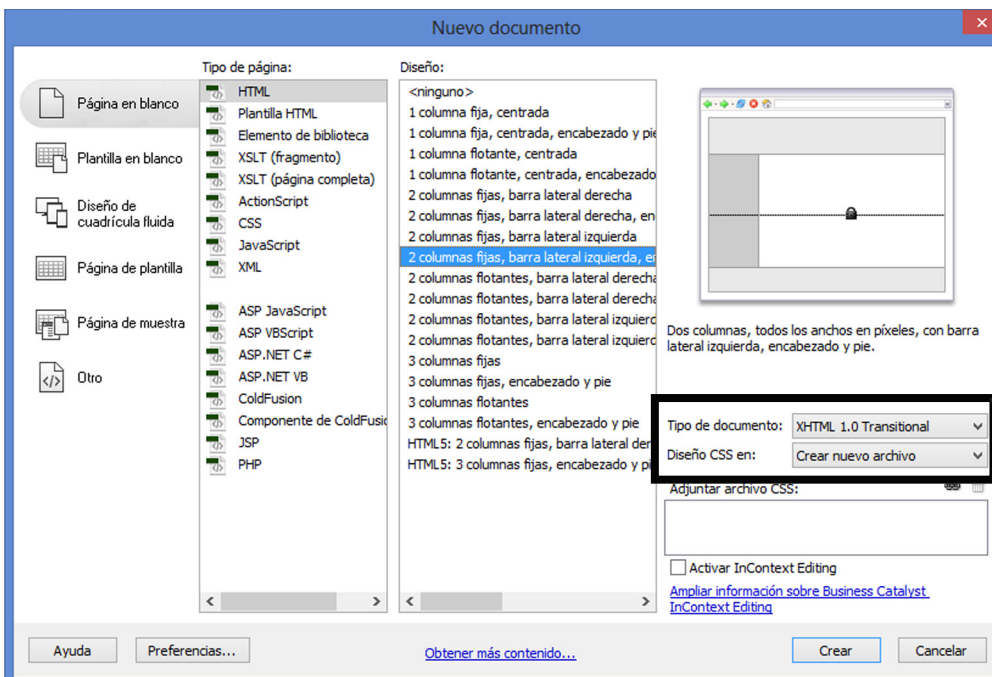 Nuevo documento
Tipo de página:
Diseño:
Página en blanco
Plantilla en blanco
Diseño de
cuadrícula fluida
Página de plantilla
Página de muestra
Otro
HTML
Plantilla HTML
Elemento de biblioteca
XSLT (fragmento)
XSLT (página completa)
ActionScript
CSS
JavaScript
XML
ASP JavaScript
ASP VBScript
ASP.NET C#
ASP.NET VB
ColdFusion
Componente de ColdFusio
JSP
PHP
<ninguno>
1 columna fija, centrada
1 columna fija, centrada, encabezado y pie
1 columna flotante, centrada
1 columna flotante, centrada, encabezado
2 columnas fijas, barra lateral derecha
2 columnas fijas, barra lateral derecha, en
2 columnas fijas, barra lateral izquierda
2 columnas fijas, barra lateral izquierda, en
2 columnas flotantes, barra lateral derecha
2 columnas flotantes, barra lateral derecha
2 columnas flotantes, barra lateral izquierd
2 columnas flotantes, barra lateral izquierd
3 columnas fijas
3 columnas fijas, encabezado y pie
3 columnas flotantes
3 columnas flotantes, encabezado y pie
HTML5: 2 columnas fijas, barra lateral der
HTML5: 3 columnas fijas, encabezado y pi
Dos columnas, todos los anchos en píxeles, con barra
lateral izquierda, encabezado y pie.
Tipo de documento: XHTML 1.0 Transitional
Diseño CSS en: Crear nuevo archivo
Adjuntar archivo CSS:
Activar InContext Editing
Ampliar información sobre Business Catalyst
InContext Editing
Ayuda
Preferencias...
Obtener más contenido...
Crear
Cancelar